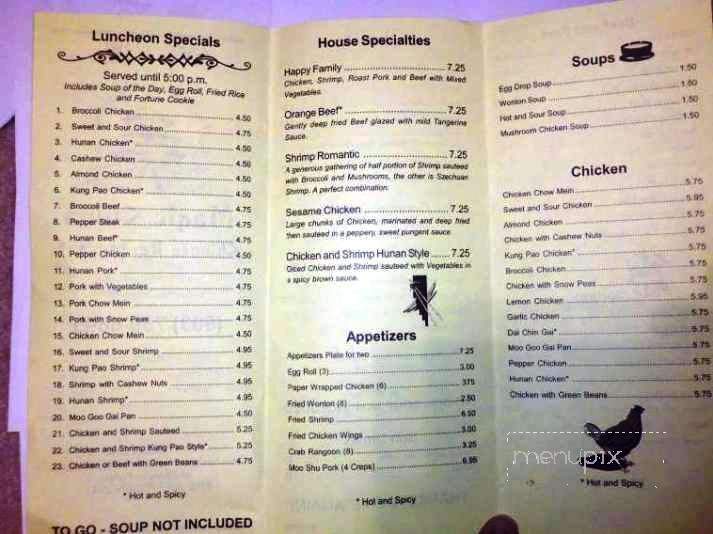 Luncheon Specials
Served until 5:00 p.m.
Includes Soup of the Day, Egg Roll, Fried Rice
and Fortune Cookie
1. Broccoli Chicken 4.50
2. Sweet and Sour Chicken 4.75
3. Hunan Chicken* 4.50
4. Cashew Chicken 4.50
5. Almond Chicken 4.50
6. Kung Pao Chicken* 4.50
7. Broccoli Beef 4.75
8. Pepper Steak 4.75
9. Hunan Beef* 4.75
10. Pepper Chicken 4.50
11. Hunan Pork* 4.75
12. Pork with Vegetables 4.75
13. Pork Chow Mein 4.75
14. Pork with Snow Peas 4.75
15. Chicken Chow Mein 4.50
16. Sweet and Sour Shrimp 4.95
17. Kung Pao Shrimp* 4.95
18. Shrimp with Cashew Nuts 4.95
19. Hunan Shrimp* 4.95
20. Moo Goo Gai Pan 4.50
21. Chicken and Shrimp Sauteed 5.25
22. Chicken and Shrimp Kung Pao Style* 5.25
23. Chicken or Beef with Green Beans 4.75
* Hot and Spicy
TO GO - SOUP NOT INCLUDED
House Specialties
Happy Family 7.25
Chicken, Shrimp, Roast Pork and Beef with Mixed
Vegetables.
Orange Beef* 7.25
Gently deep fried Beef glazed with mild Tangerine
Sauce.
Shrimp Romantic 7.25
A generous gathering of half portion of Shrimp sauteed
with Broccoli and Mushrooms, the other is Szechuan
Shrimp. A perfect combination.
Sesame Chicken 7.25
Large chunks of Chicken, marinated and deep fried
then sauteed in a peppery, sweet pungent sauce.
Chicken and Shrimp Hunan Style 7.25
Diced Chicken and Shrimp sauteed with Vegetables in
a spicy brown sauce.
Appetizers
Appetizers Plate for two 7.25
Egg Roll (3) 3.00
Paper Wrapped Chicken (6) 375
Fried Wonton (8) 2.50
Fried Shrimp 6.50
Fried Chicken Wings 3.00
Crab Rangoon (8) 3.25
Moo Shu Pork (4 Creps) 6.95
* Hot and Spicy
Soups
Egg Drop Soup 1.50
Wonton Soup 1.50
Hot and Sour Soup 1.50
Mushroom Chicken Soup 1.50
Chicken
Chicken Chow Mein 5.75
Sweet and Sour Chicken 5.95
Almond Chicken 5.75
Chicken with Cashew Nuts 5.75
Kung Pao Chicken* 5.75
Broccoli Chicken 5.75
Chicken with Snow Peas 5.75
Lemon Chicken 5.95
Garlic Chicken 5.75
Dai Chin Gai* 5.75
Moo Goo Gai Pan 5.75
Pepper Chicken 5.75
Hunan Chicken* 5.75
Chicken with Green Beans 5.75
menupix
* Hot and Spicy